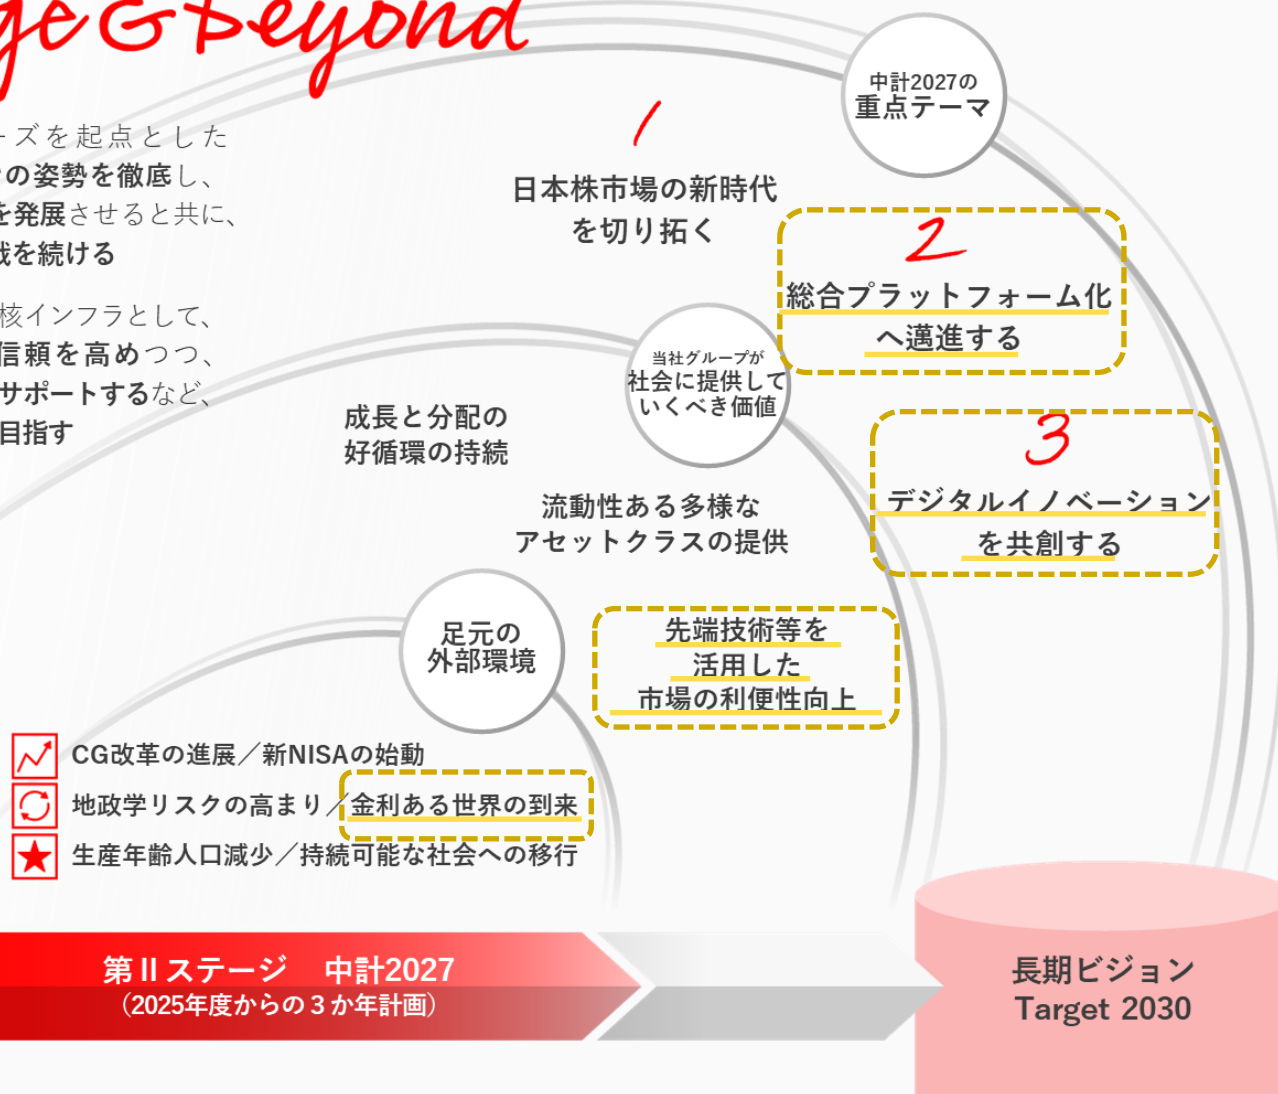 ge & Beyond
ーズを起点とした
の姿勢を徹底し、
を発展させると共に、
戦を続ける
核インフラとして、
信頼を高めつつ、
サポートするなど、
目指す
中計2027の
重点テーマ
1
日本株市場の新時代
を切り拓く
2
総合プラットフォーム化
へ邁進する
3
デジタルイノベーション
を共創する
当社グループが
社会に提供して
いくべき価値
成長と分配の
好循環の持続
流動性ある多様な
アセットクラスの提供
先端技術等を
活用した
市場の利便性向上
足元の
外部環境
CG改革の進展／新NISAの始動
地政学リスクの高まり／金利ある世界の到来
生産年齢人口減少／持続可能な社会への移行
第Ⅱステージ　中計2027
（2025年度からの３か年計画）
長期ビジョン
Target 2030